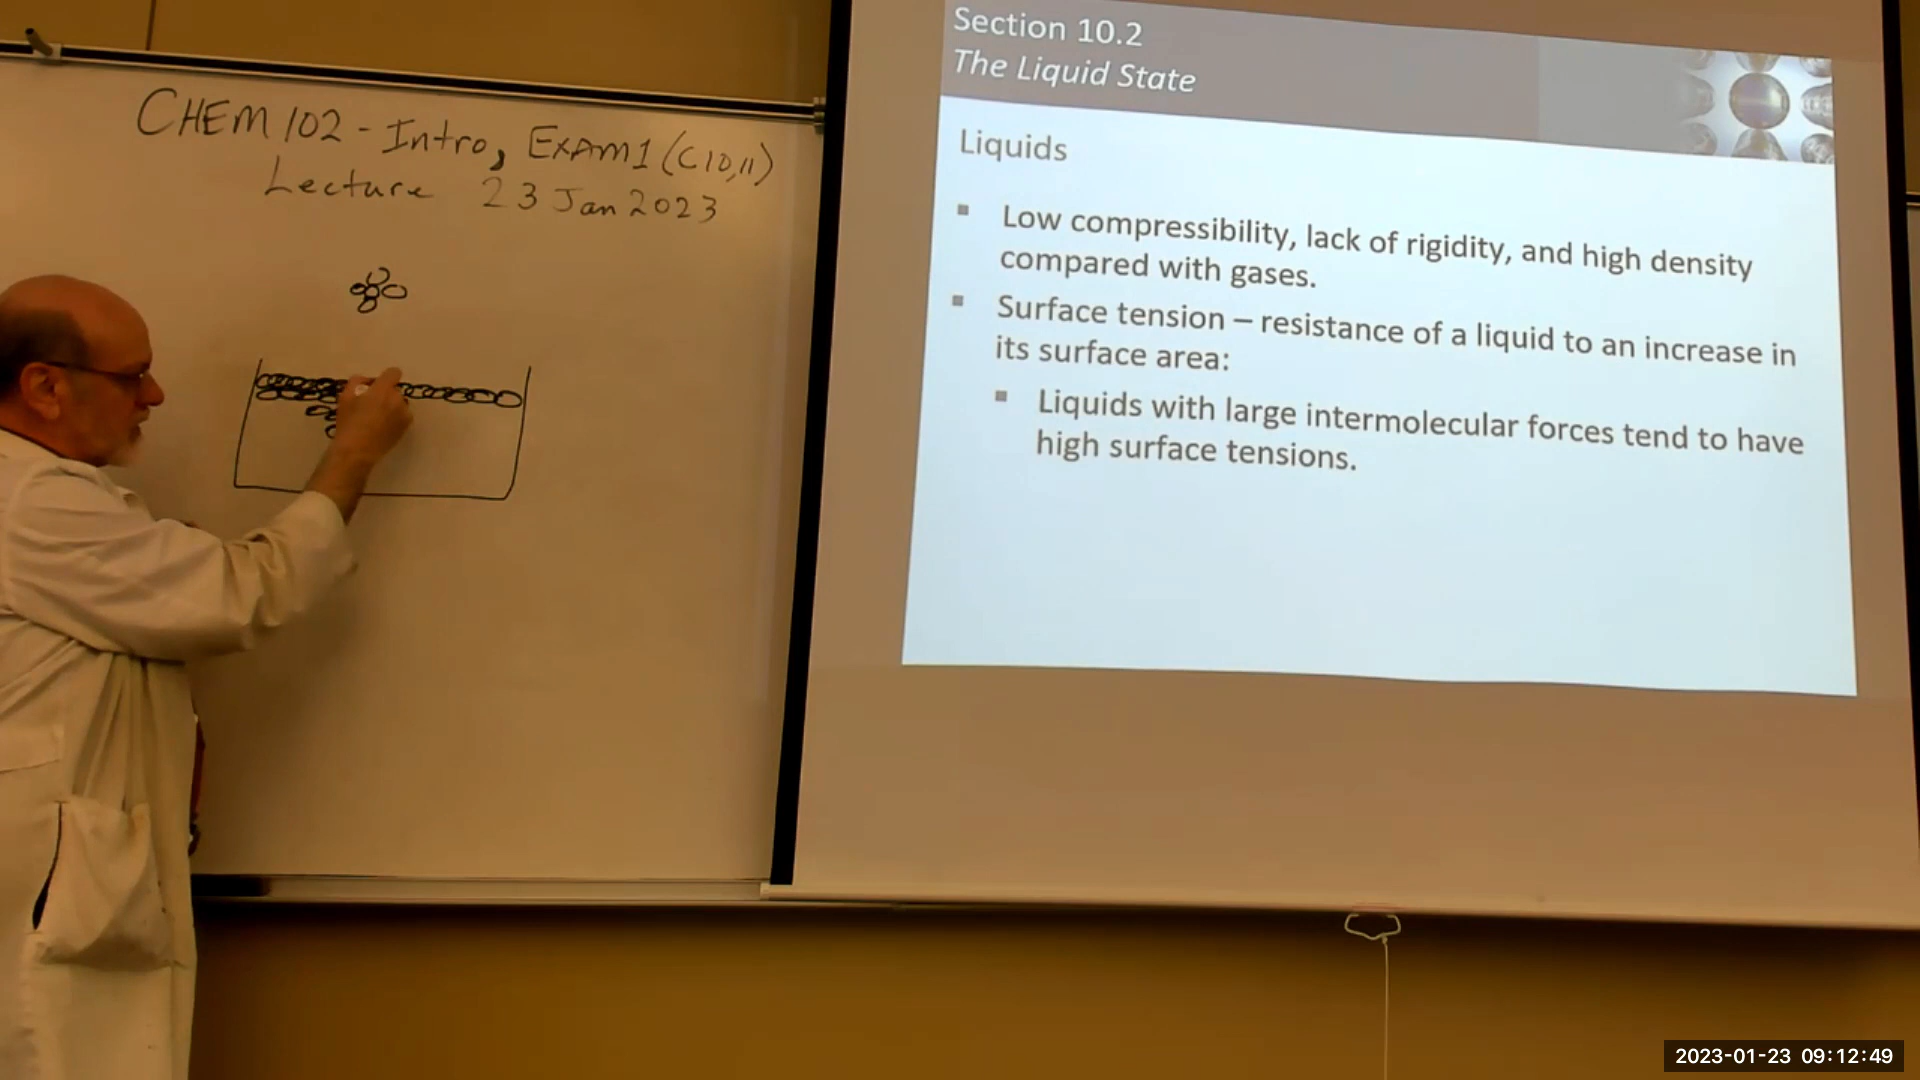 CHEM 102 - Intro, EXAM 1 (C10,11)
Lecture 23 Jan 2023
Section 10.2
The Liquid State
Liquids
▪ Low compressibility, lack of rigidity, and high density
compared with gases.
▪ Surface tension – resistance of a liquid to an increase in
its surface area:
▪ Liquids with large intermolecular forces tend to have
high surface tensions.
2023-01-23 09:12:49